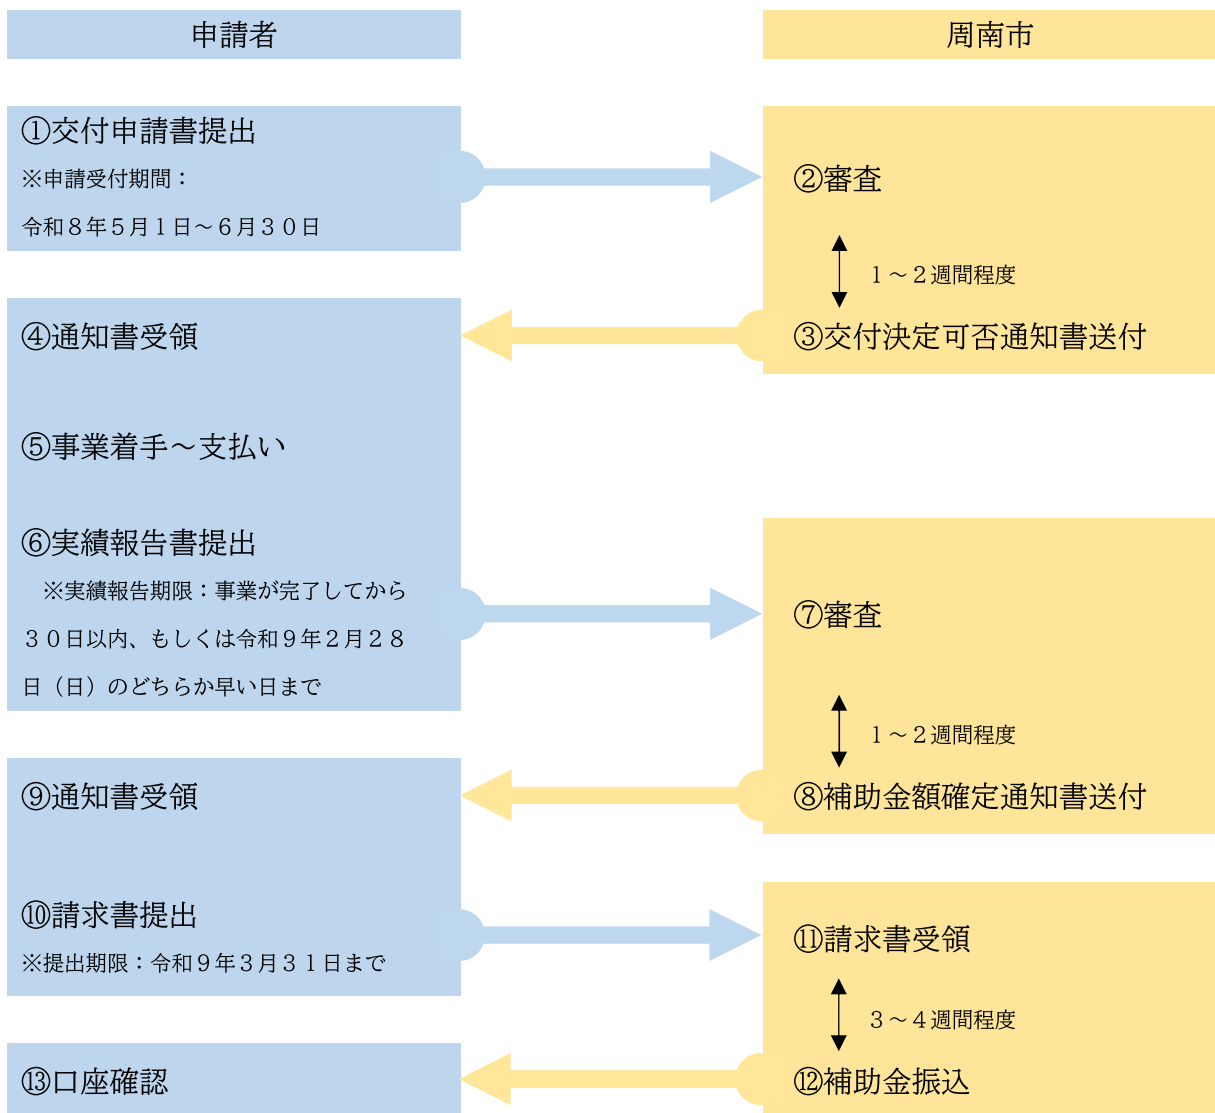 申請者
周南市
①交付申請書提出
※申請受付期間：
令和８年５月１日～６月３０日
②審査
１～２週間程度
③交付決定可否通知書送付
④通知書受領
⑤事業着手～支払い
⑥実績報告書提出
※実績報告期限：事業が完了してから
３０日以内、もしくは令和９年２月２８
日（日）のどちらか早い日まで
⑦審査
１～２週間程度
⑧補助金額確定通知書送付
⑨通知書受領
⑩請求書提出
※提出期限：令和９年３月３１日まで
⑪請求書受領
３～４週間程度
⑫補助金振込
⑬口座確認